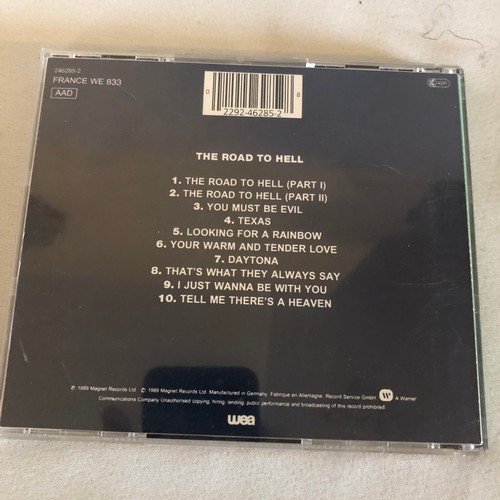 246285-2
FRANCE WE 833
AAD
0 8
2292-46285-2
THE ROAD TO HELL
1. THE ROAD TO HELL (PART I)
2. THE ROAD TO HELL (PART II)
3. YOU MUST BE EVIL
4. TEXAS
5. LOOKING FOR A RAINBOW
6. YOUR WARM AND TENDER LOVE
7. DAYTONA
8. THAT'S WHAT THEY ALWAYS SAY
9. I JUST WANNA BE WITH YOU
10. TELL ME THERE'S A HEAVEN
℗ 1989 Magnet Records Ltd. © 1989 Magnet Records Ltd. Manufactured in Germany. Fabrique en Allemagne. Record Service GmbH. A Warner
Communications Company Unauthorised copying, hiring, lending, public performance and broadcasting of this record prohibited.
wea